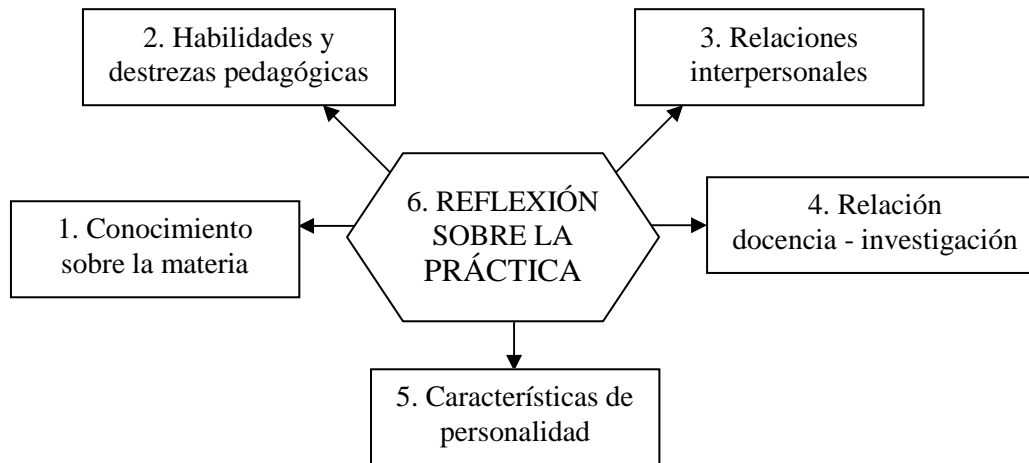 2. Habilidades y
destrezas pedagógicas
3. Relaciones
interpersonales
1. Conocimiento
sobre la materia
6. REFLEXIÓN
SOBRE LA
PRÁCTICA
4. Relación
docencia - investigación
5. Características de
personalidad